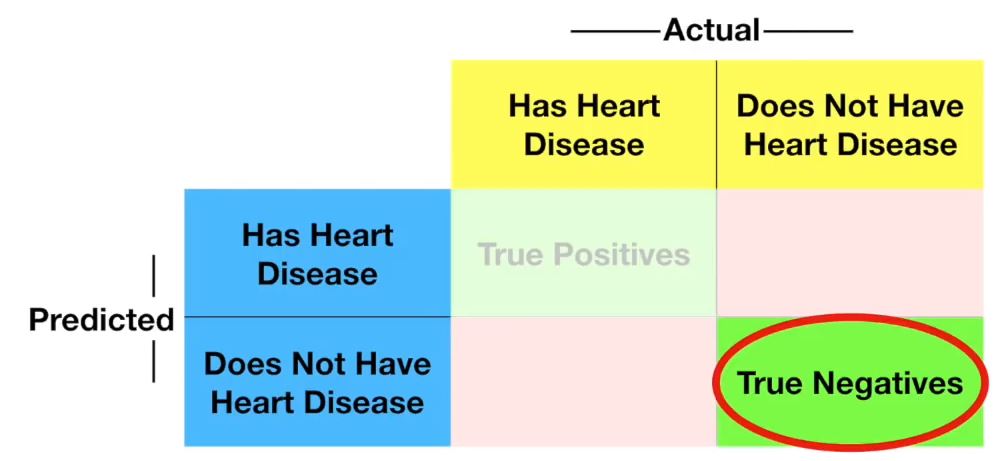 Actual
Has Heart
Disease
Does Not Have
Heart Disease
Has Heart
Disease
True Positives
Predicted
Does Not Have
Heart Disease
True Negatives